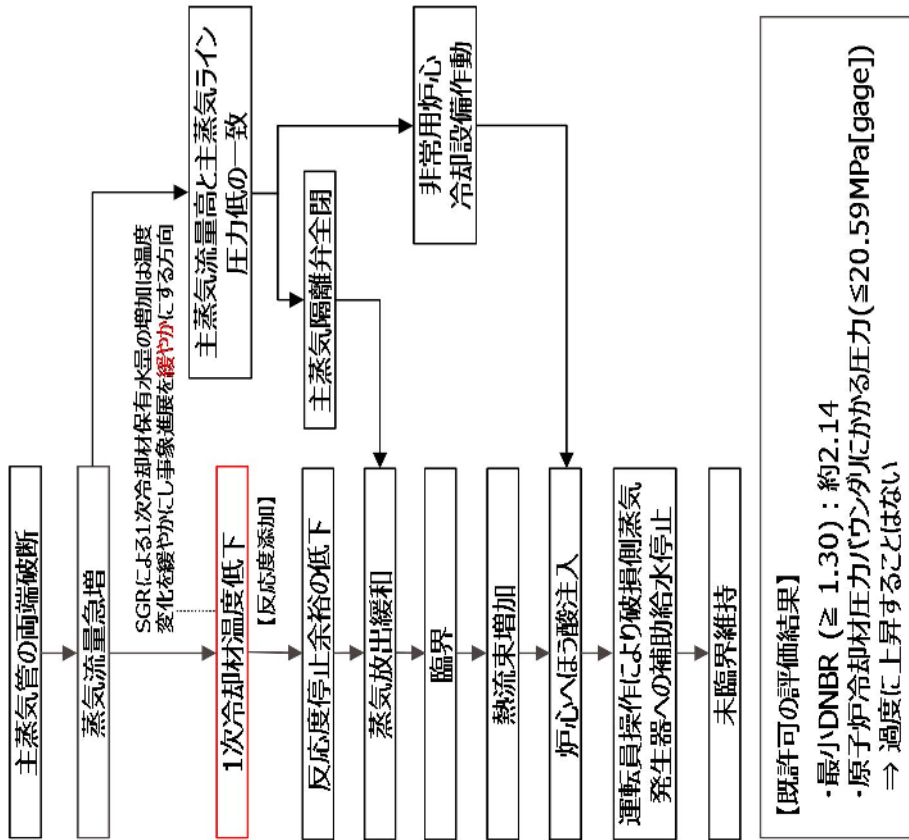 主蒸気管の両端破断
蒸気流量急増
SGRによる1次冷却材保有水量の増加は温度
変化を緩やかにし事象進展を緩やかにする方向
1次冷却材温度低下
【反応度添加】
反応度停止余裕の低下
蒸気放出緩和
臨界
熱流束増加
炉心へほう酸注入
運転員操作により破損側蒸気
発生器への補助給水停止
未臨界維持
主蒸気流量高と主蒸気ライン
圧力低の一致
主蒸気隔離弁全閉
非常用炉心
冷却設備作動
【既許可の評価結果】
・最小DNBR (≧ 1.30) : 約2.14
・原子炉冷却材圧力バウンダリにかかる圧力(≦20.59MPa[gage])
⇒ 過度に上昇することはない